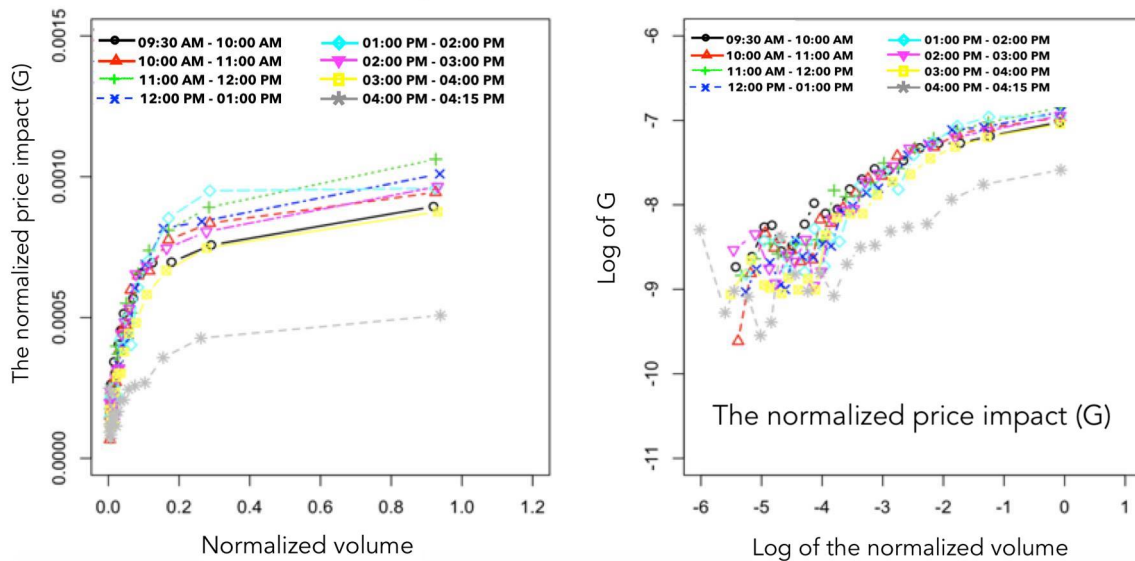 The normalized price impact (G)
0.0015
0.0010
0.0005
0.0000
09:30 AM - 10:00 AM
10:00 AM - 11:00 AM
11:00 AM - 12:00 PM
12:00 PM - 01:00 PM
01:00 PM - 02:00 PM
02:00 PM - 03:00 PM
03:00 PM - 04:00 PM
04:00 PM - 04:15 PM
0.0 0.2 0.4 0.6 0.8 1.0 1.2
Normalized volume
Log of G
-6
-7
-8
-9
-10
-11
09:30 AM - 10:00 AM
10:00 AM - 11:00 AM
11:00 AM - 12:00 PM
12:00 PM - 01:00 PM
01:00 PM - 02:00 PM
02:00 PM - 03:00 PM
03:00 PM - 04:00 PM
04:00 PM - 04:15 PM
The normalized price impact (G)
-6 -5 -4 -3 -2 -1 0 1
Log of the normalized volume